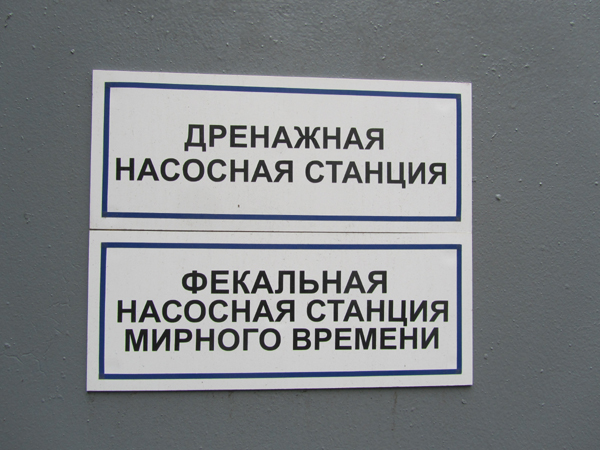 ДРЕНАЖНАЯ
НАСОСНАЯ СТАНЦИЯ
ФЕКАЛЬНАЯ
НАСОСНАЯ СТАНЦИЯ
МИРНОГО ВРЕМЕНИ